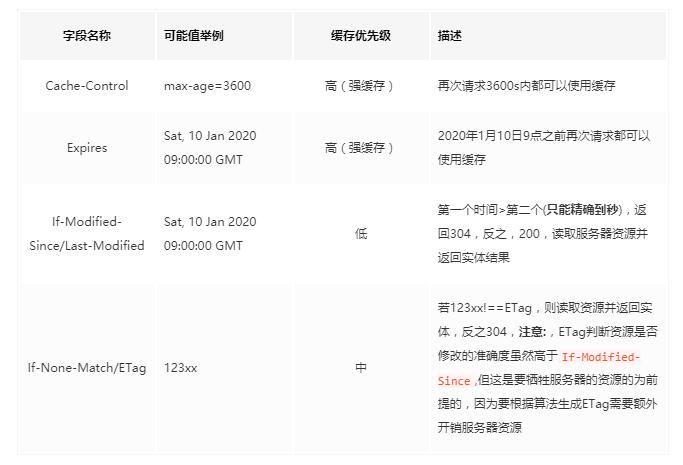 字段名称 可能值举例 缓存优先级 描述
Cache-Control max-age=3600 高（强缓存） 再次请求3600s内都可以使用缓存
Expires
Sat, 10 Jan 2020
09:00:00 GMT
高（强缓存）
2020年1月10日9点之前再次请求都可以
使用缓存
If-Modified-
Since/Last-Modified
Sat, 10 Jan 2020
09:00:00 GMT
低
第一个时间>第二个(只能精确到秒)，返
回304，反之，200，读取服务器资源并
返回实体结果
If-None-Match/ETag
123xx
中
若123xx!==ETag，则读取资源并返回实
体，反之304，注意:，ETag判断资源是否
修改的准确度虽然高于 If-Modified-
Since ,但这是要牺牲服务器的资源的为前
提的，因为要根据算法生成ETag需要额外
开销服务器资源